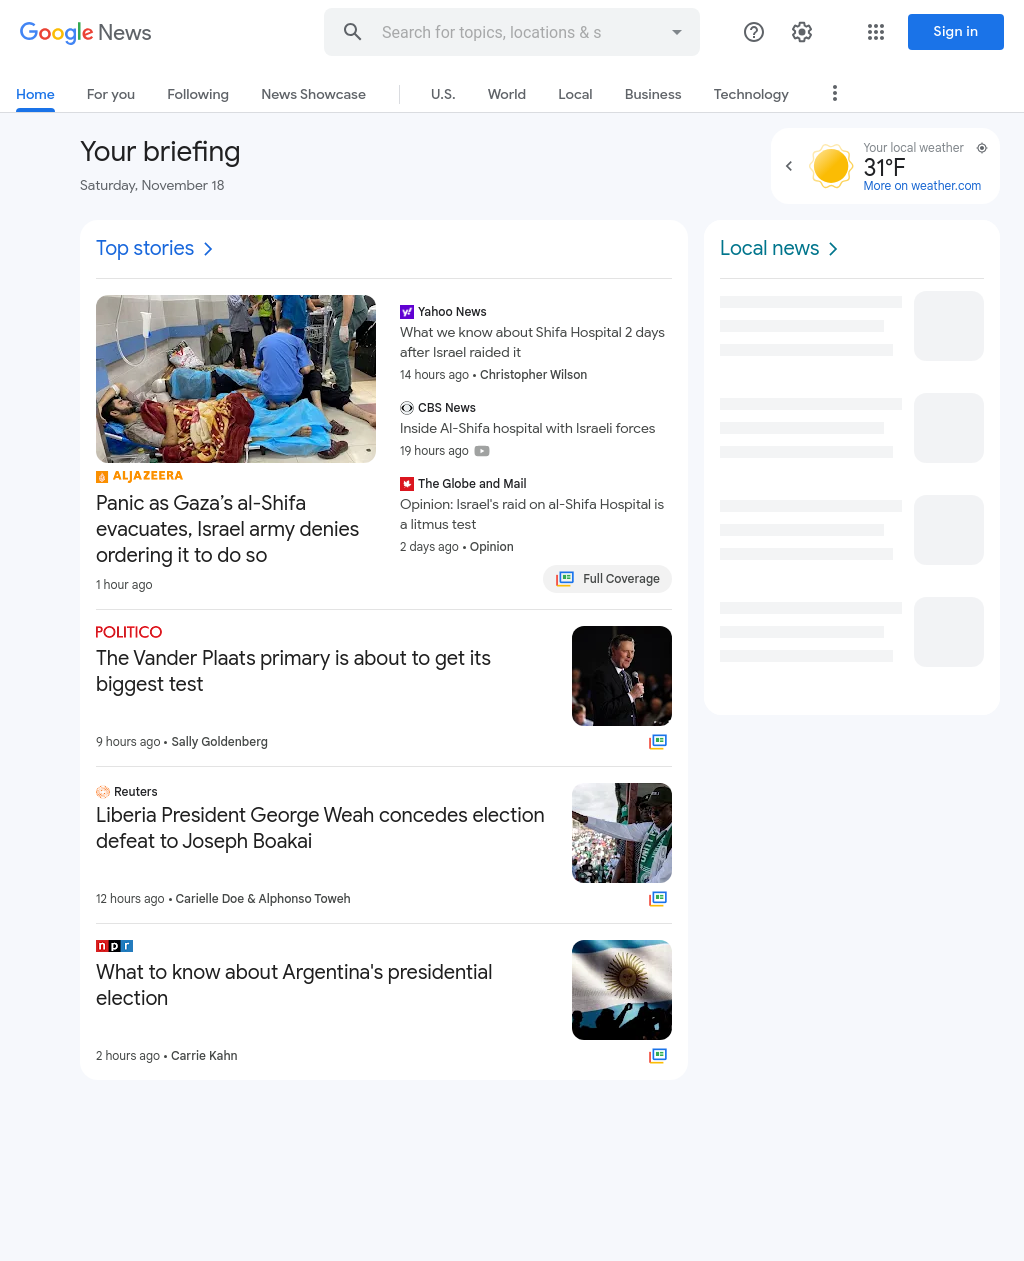 Google News
Search for topics, locations & s
Sign in
Home
For you
Following
News Showcase
U.S.
World
Local
Business
Technology
Your briefing
Saturday, November 18
Your local weather
31°F
More on weather.com
Top stories
ALJAZEERA
Panic as Gaza’s al-Shifa
evacuates, Israel army denies
ordering it to do so
1 hour ago
Yahoo News
What we know about Shifa Hospital 2 days
after Israel raided it
14 hours ago • Christopher Wilson
CBS News
Inside Al-Shifa hospital with Israeli forces
19 hours ago
The Globe and Mail
Opinion: Israel's raid on al-Shifa Hospital is
a litmus test
2 days ago • Opinion
Full Coverage
POLITICO
The Vander Plaats primary is about to get its
biggest test
9 hours ago • Sally Goldenberg
Reuters
Liberia President George Weah concedes election
defeat to Joseph Boakai
12 hours ago • Carielle Doe & Alphonso Toweh
npr
What to know about Argentina's presidential
election
2 hours ago • Carrie Kahn
Local news